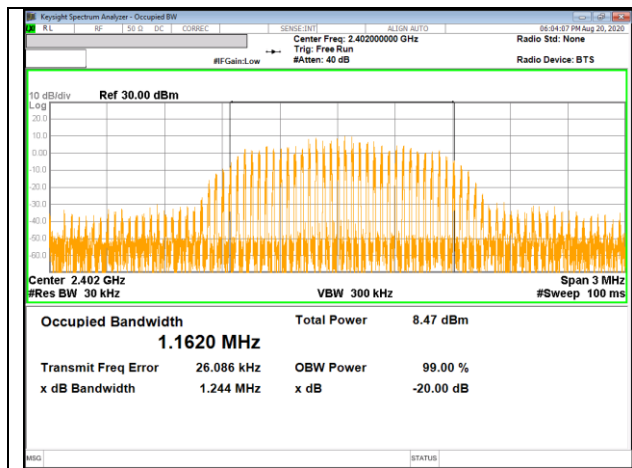 Keysight Spectrum Analyzer - Occupied BW
RL RF 50 Ω DC CORREC SENSE:INT ALIGN AUTO 06:04:07 PM Aug 20, 2020
Center Freq: 2.402000000 GHz Radio Std: None
Trig: Free Run
#IFGain:Low #Atten: 40 dB Radio Device: BTS
10 dB/div Ref 30.00 dBm
Log
20.0
10.0
0.00
-10.0
-20.0
-30.0
-40.0
-50.0
-60.0
Center 2.402 GHz Span 3 MHz
#Res BW 30 kHz VBW 300 kHz #Sweep 100 ms
Occupied Bandwidth Total Power 8.47 dBm
1.1620 MHz
Transmit Freq Error 26.086 kHz OBW Power 99.00 %
x dB Bandwidth 1.244 MHz x dB -20.00 dB
MSG STATUS